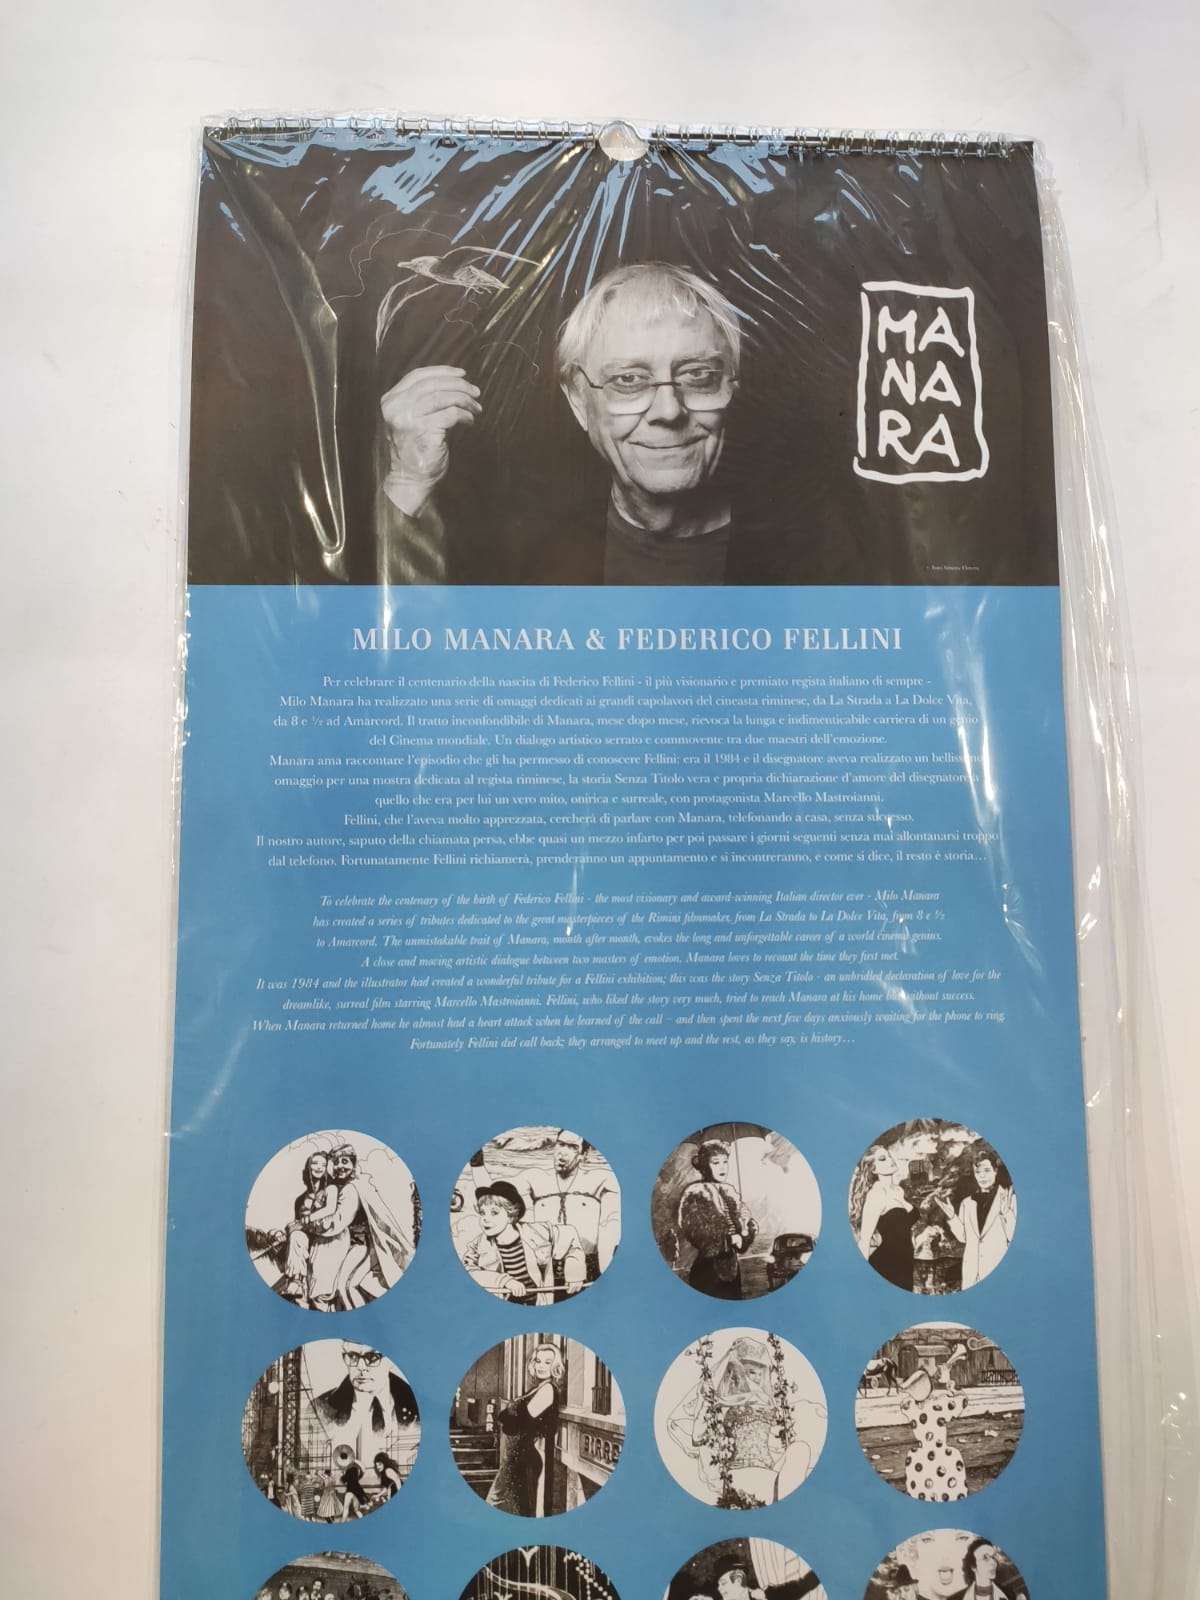 MA
NA
RA
MILO MANARA & FEDERICO FELLINI
Per celebrare il centenario della nascita di Federico Fellini - il più visionario e premiato regista italiano di sempre -
Milo Manara ha realizzato una serie di omaggi dedicati ai grandi capolavori del cineasta riminese, da La Strada a La Dolce Vita,
da 8 e ½ ad Amarcord. Il tratto inconfondibile di Manara, mese dopo mese, rievoca la lunga e indimenticabile carriera di un genio
del Cinema mondiale. Un dialogo artistico serrato e commovente tra due maestri dell'emozione.
Manara ama raccontare l'episodio che gli ha permesso di conoscere Fellini: era il 1984 e il disegnatore aveva realizzato un bellissimo
omaggio per una mostra dedicata al regista riminese, la storia Senza Titolo vera e propria dichiarazione d'amore del disegnatore a
quello che era per lui un vero mito, onirica e surreale, con protagonista Marcello Mastroianni.
Fellini, che l'aveva molto apprezzata, cercherà di parlare con Manara, telefonando a casa, senza successo.
Il nostro autore, saputo della chiamata persa, ebbe quasi un mezzo infarto per poi passare i giorni seguenti senza mai allontanarsi troppo
dal telefono. Fortunatamente Fellini richiamerà, prenderanno un appuntamento e si incontreranno, e come si dice, il resto è storia…
To celebrate the centenary of the birth of Federico Fellini - the most visionary and award-winning Italian director ever - Milo Manara
has created a series of tributes dedicated to the great masterpieces of the Rimini filmmaker, from La Strada to La Dolce Vita, from 8 e ½
to Amarcord. The unmistakable trait of Manara, month after month, evokes the long and unforgettable career of a world cinema genius.
A close and moving artistic dialogue between two masters of emotion. Manara loves to recount the time they first met.
It was 1984 and the illustrator had created a wonderful tribute for a Fellini exhibition; this was the story Senza Titolo - an unbridled declaration of love for the
dreamlike, surreal film starring Marcello Mastroianni. Fellini, who liked the story very much, tried to reach Manara at his home but without success.
When Manara returned home he almost had a heart attack when he learned of the call – and then spent the next few days anxiously waiting for the phone to ring.
Fortunately Fellini did call back; they arranged to meet up and the rest, as they say, is history…
BIRRE